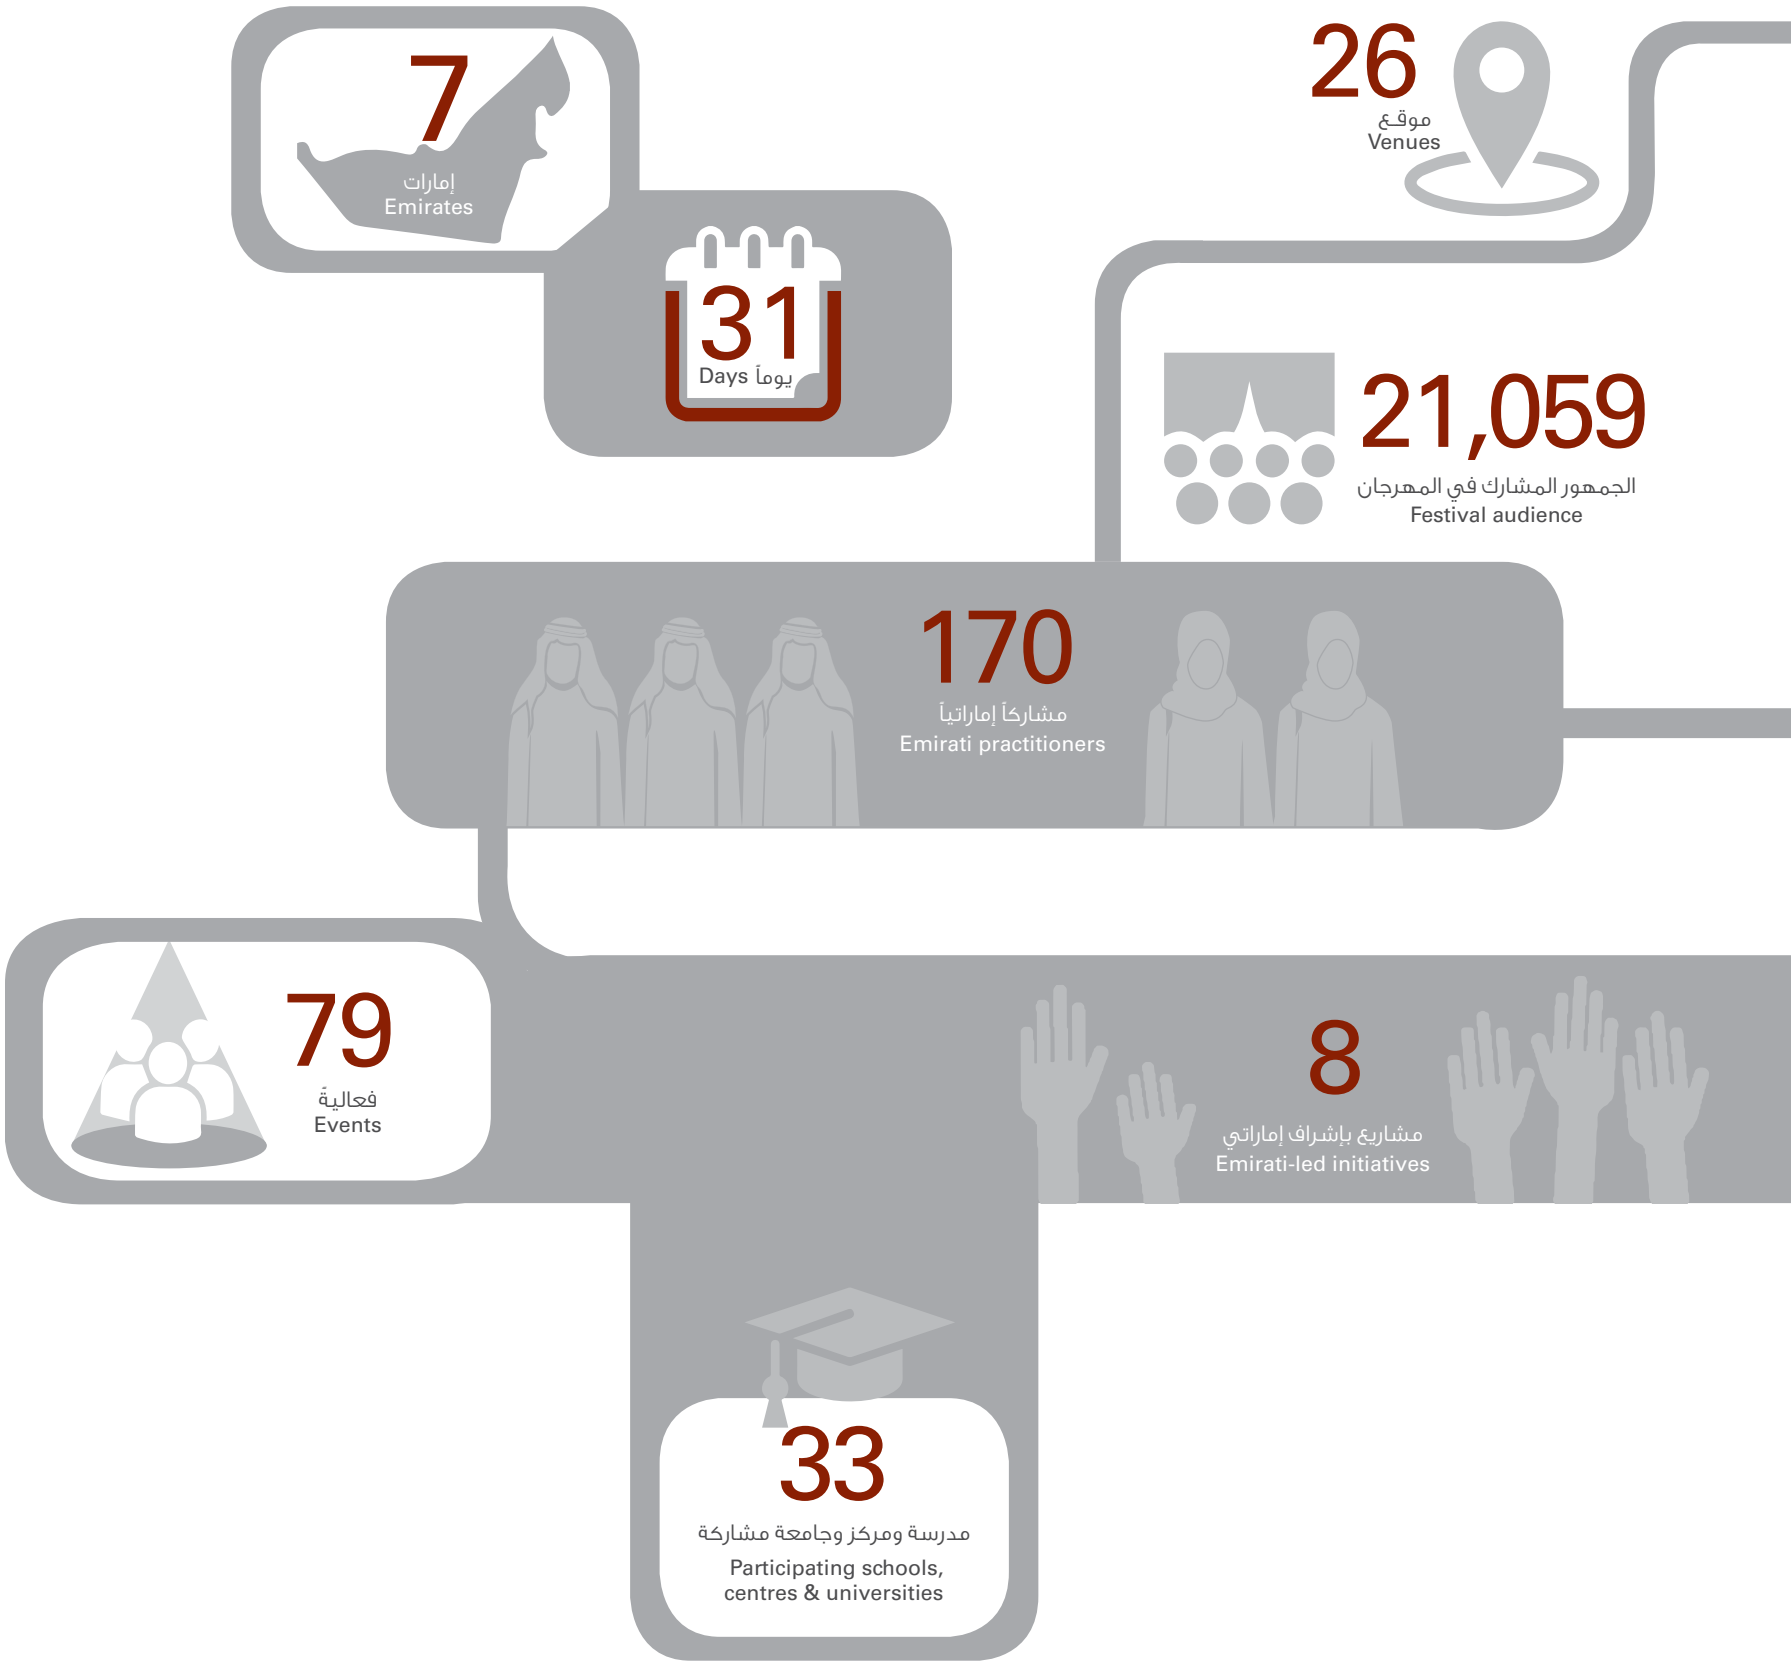 7
إمارات
Emirates
31
Days يوماً
26
موقع
Venues
21,059
الجمهور المشارك في المهرجان
Festival audience
170
مشاركاً إماراتياً
Emirati practitioners
79
فعاليةً
Events
8
مشاريع بإشراف إماراتي
Emirati-led initiatives
33
مدرسة ومركز وجامعة مشاركة
Participating schools,
centres & universities